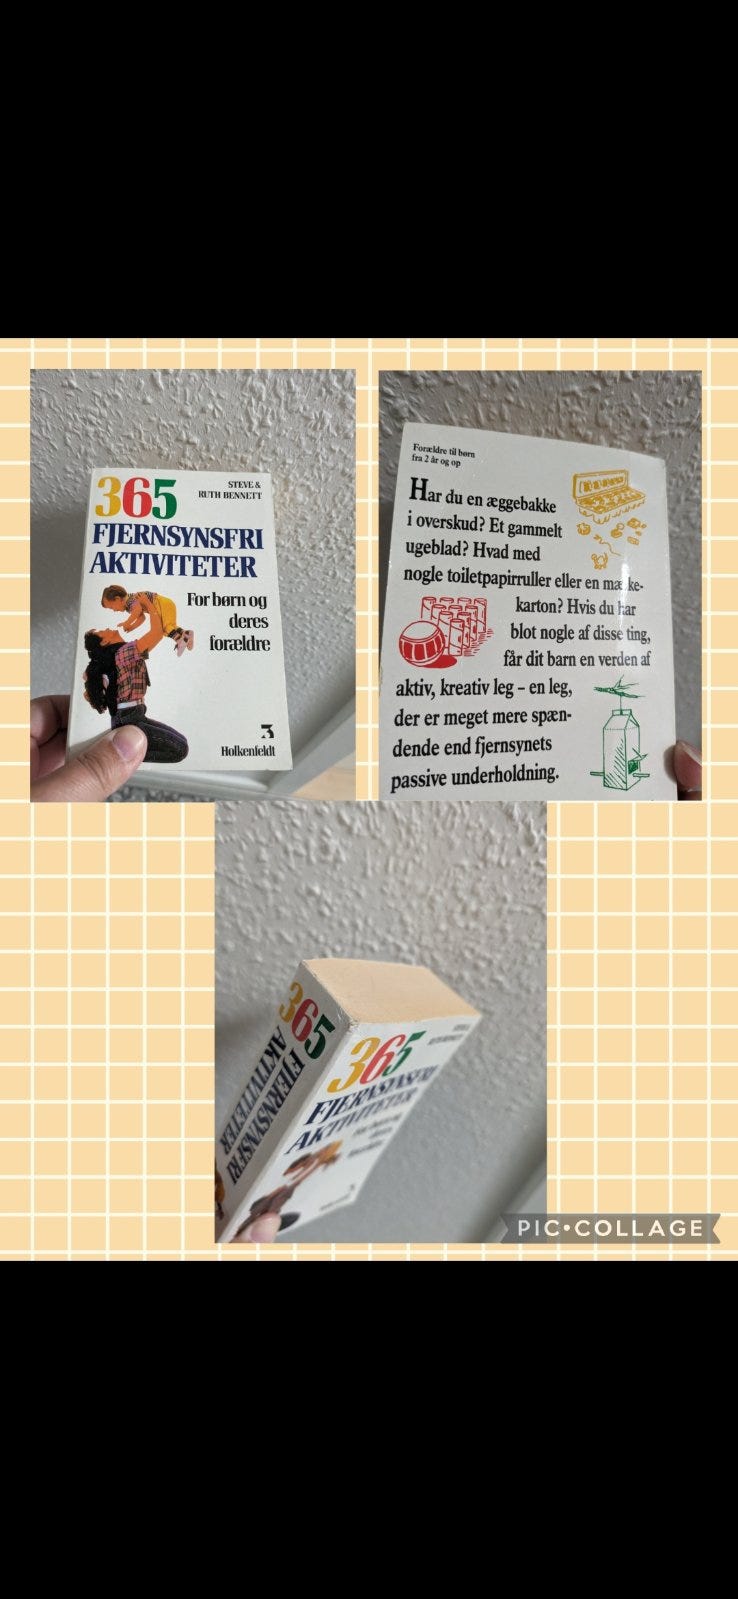 365
STEVE &
RUTH BENNETT
FJERNSYNSFRI
AKTIVITETER
For børn og
deres
forældre
3
Holkenfeldt
Forældre til børn
fra 2 år og op
Har du en æggebakke
i overskud? Et gammelt
ugeblad? Hvad med
nogle toiletpapirruller eller en mælke-
karton? Hvis du har
blot nogle af disse ting,
får dit barn en verden af
aktiv, kreativ leg – en leg,
der er meget mere spæn-
dende end fjernsynets
passive underholdning.
365
FJERNSYNSFRI
AKTIVITETER
365
FJERNSYNSFRI
AKTIVITETER
PIC•COLLAGE